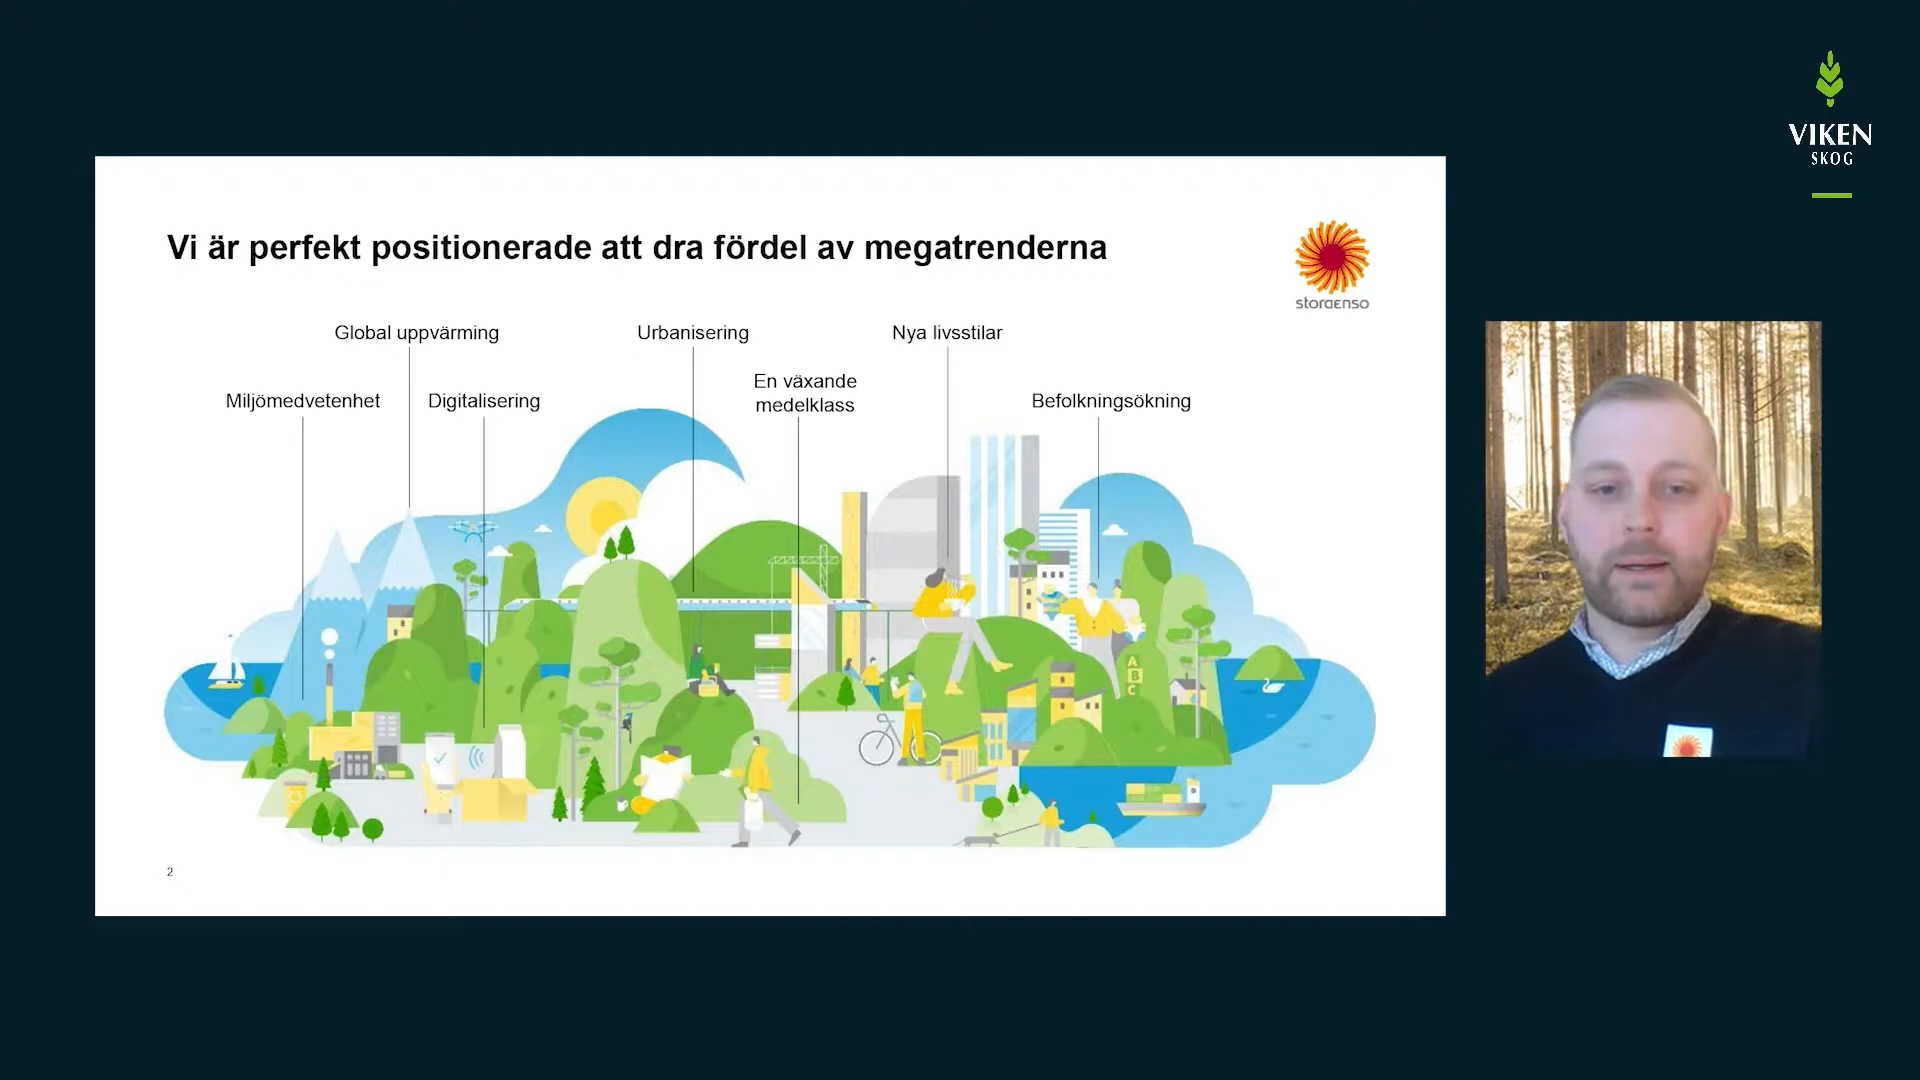 VIKEN
SKOG
Vi är perfekt positionerade att dra fördel av megatrenderna
storaenso
Global uppvärming
Urbanisering
Nya livsstilar
Miljömedvetenhet
Digitalisering
En växande
medelklass
Befolkningsökning
A
B
C
2